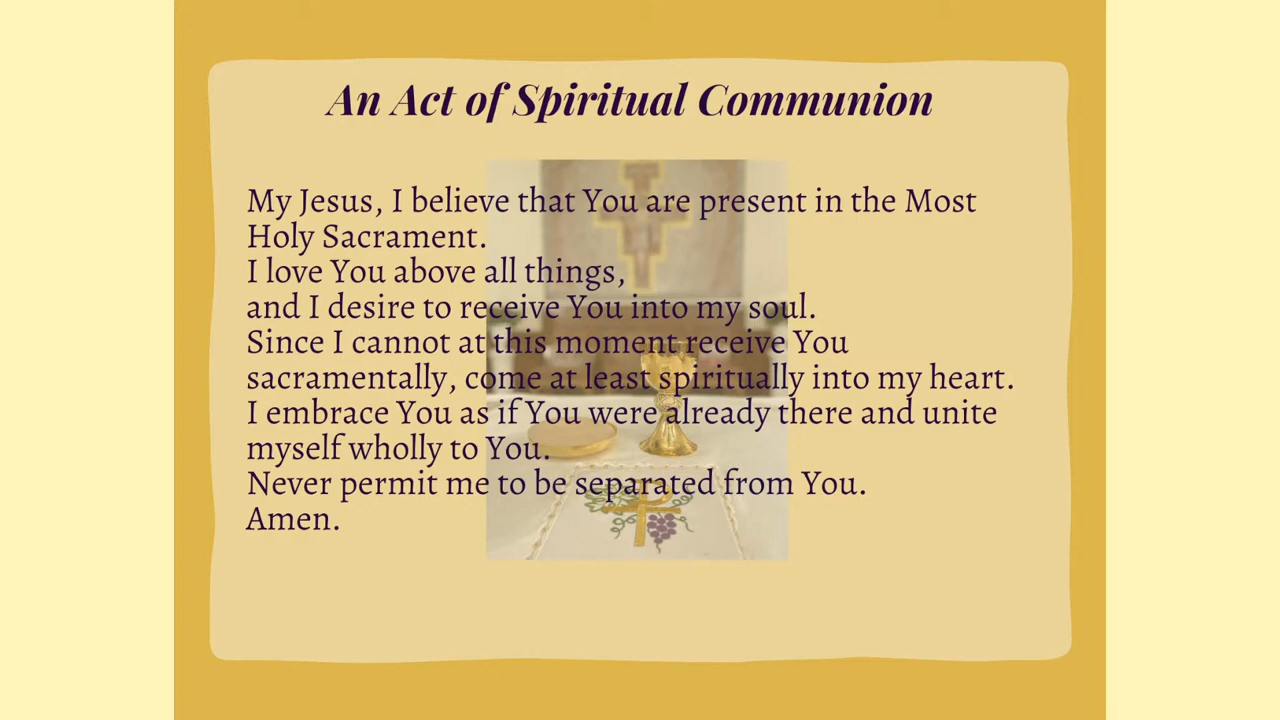 An Act of Spiritual Communion
My Jesus, I believe that You are present in the Most
Holy Sacrament.
I love You above all things,
and I desire to receive You into my soul.
Since I cannot at this moment receive You
sacramentally, come at least spiritually into my heart.
I embrace You as if You were already there and unite
myself wholly to You.
Never permit me to be separated from You.
Amen.